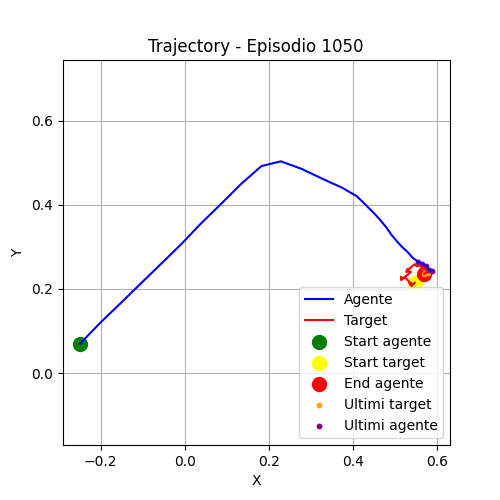 Trajectory - Episodio 1050
Y
0.6
0.4
0.2
0.0
Agente
Target
Start agente
Start target
End agente
Ultimi target
Ultimi agente
−0.2
0.0
0.2
0.4
0.6
X